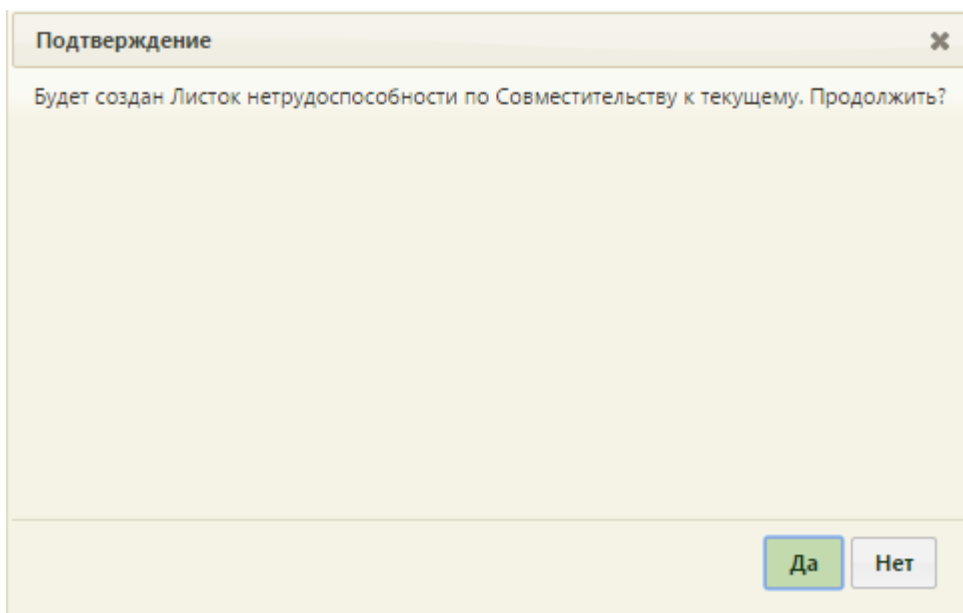 Подтверждение
Будет создан Листок нетрудоспособности по Совместительству к текущему. Продолжить?
Да
Нет